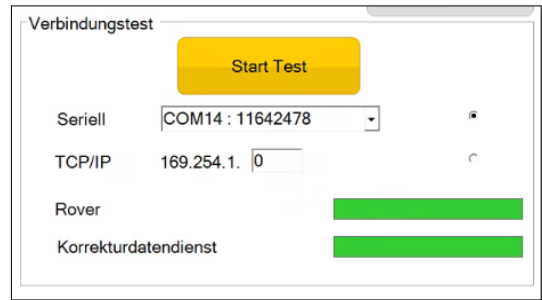 Verbindungstest
Start Test
Seriell COM14 : 11642478
TCP/IP 169.254.1. 0
Rover
Korrekturdatendienst